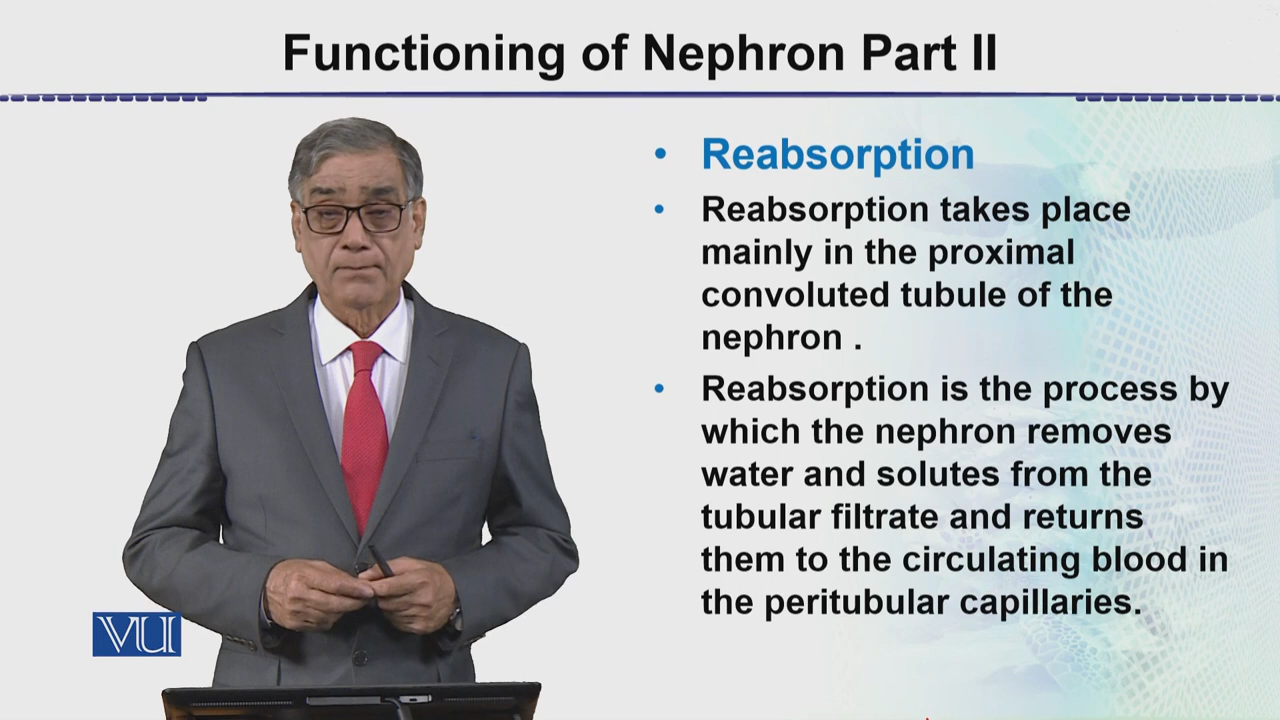 Functioning of Nephron Part II
• Reabsorption
• Reabsorption takes place
mainly in the proximal
convoluted tubule of the
nephron .
• Reabsorption is the process by
which the nephron removes
water and solutes from the
tubular filtrate and returns
them to the circulating blood in
the peritubular capillaries.
VU